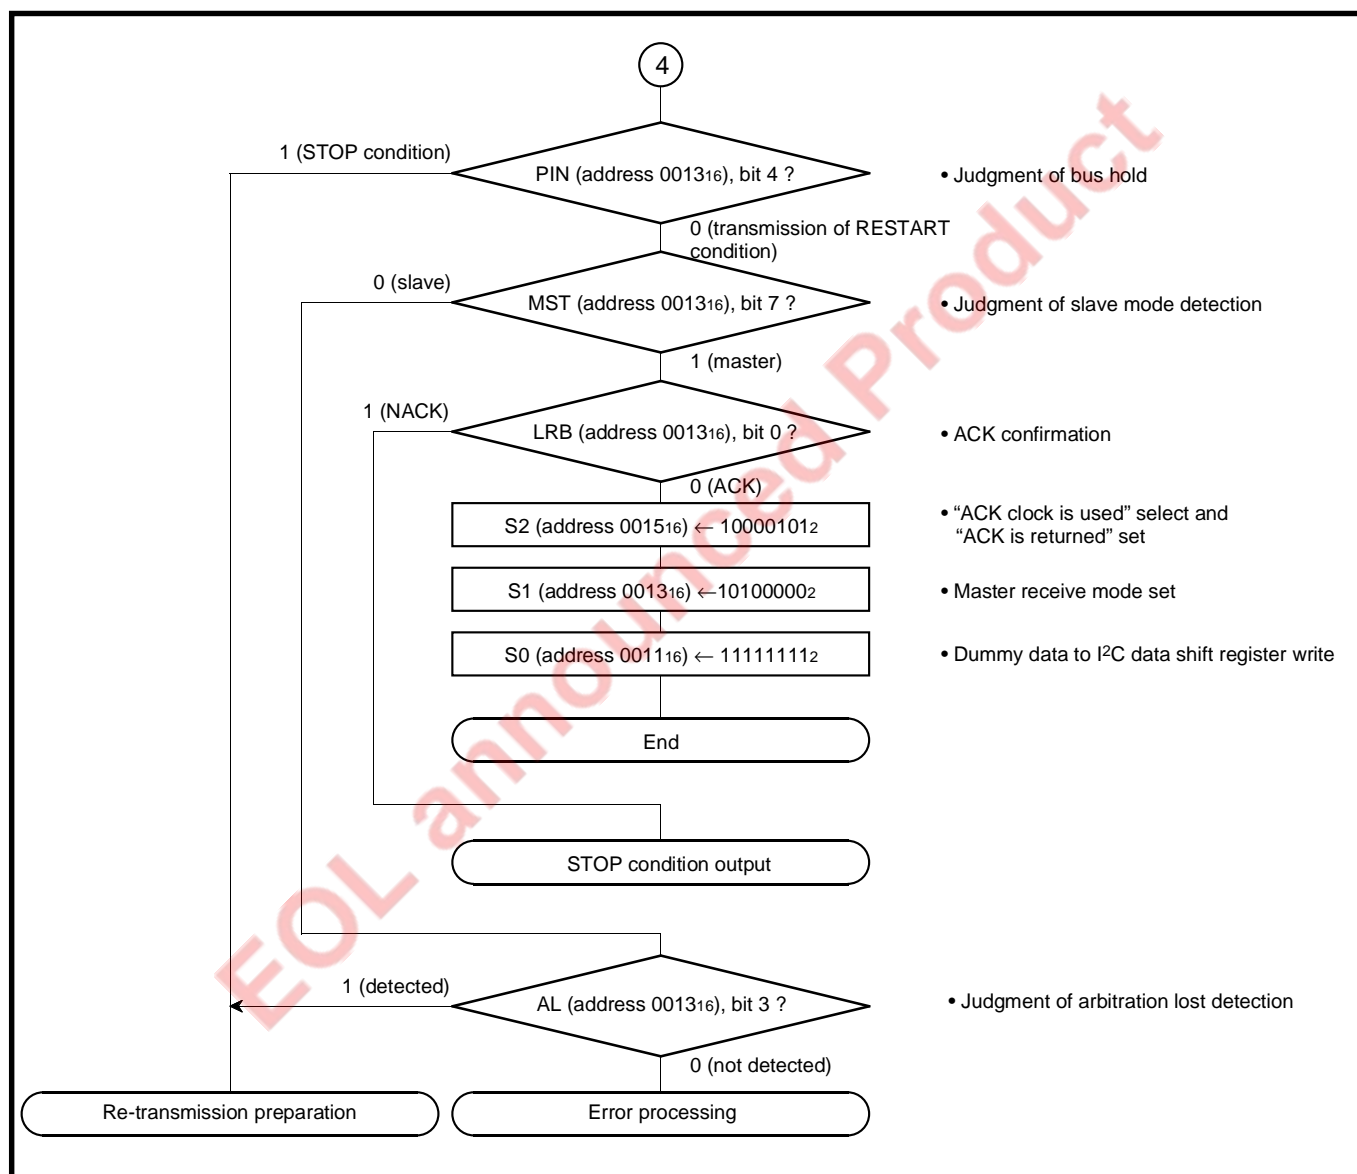 4
1 (STOP condition)
PIN (address 001316), bit 4 ?
• Judgment of bus hold
0 (transmission of RESTART
condition)
0 (slave)
MST (address 001316), bit 7 ?
• Judgment of slave mode detection
1 (master)
1 (NACK)
LRB (address 001316), bit 0 ?
• ACK confirmation
0 (ACK)
S2 (address 001516) ← 100001012
• “ACK clock is used” select and
“ACK is returned” set
S1 (address 001316) ←101000002
• Master receive mode set
S0 (address 001116) ← 111111112
• Dummy data to I2C data shift register write
End
STOP condition output
1 (detected)
AL (address 001316), bit 3 ?
• Judgment of arbitration lost detection
0 (not detected)
Re-transmission preparation
Error processing
EOL announced Product